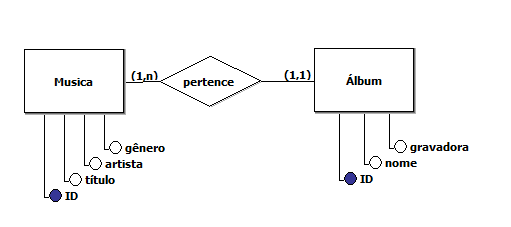 Musica
(1,n)
pertence
(1,1)
Álbum
gênero
artista
título
ID
gravadora
nome
ID